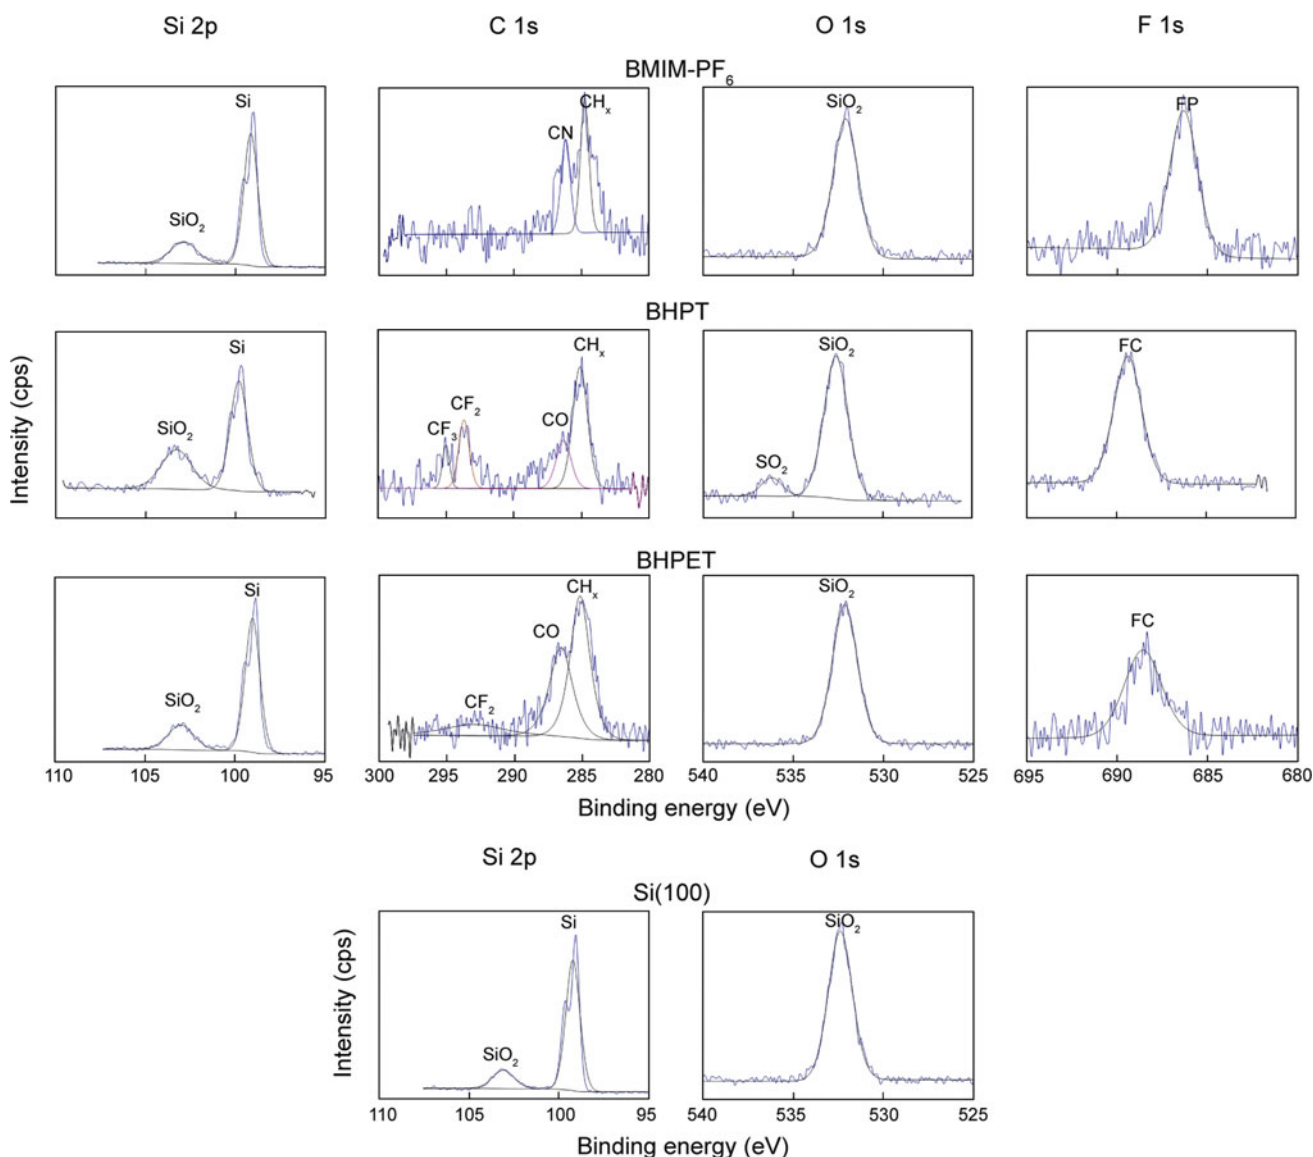 Si 2p C 1s O 1s F 1s
BMIM-PF6
Si SiO2
CN CHx
SiO2
FP
BHPT
Intensity (cps)
Si SiO2
CF3 CF2 CO CHx
SO2 SiO2
FC
BHPET
Si SiO2
CF2 CO CHx
SiO2
FC
110 105 100 95 300 295 290 285 280 540 535 530 525 695 690 685 680
Binding energy (eV)
Si 2p O 1s
Si(100)
Intensity (cps)
Si SiO2
SiO2
110 105 100 95 540 535 530 525
Binding energy (eV)